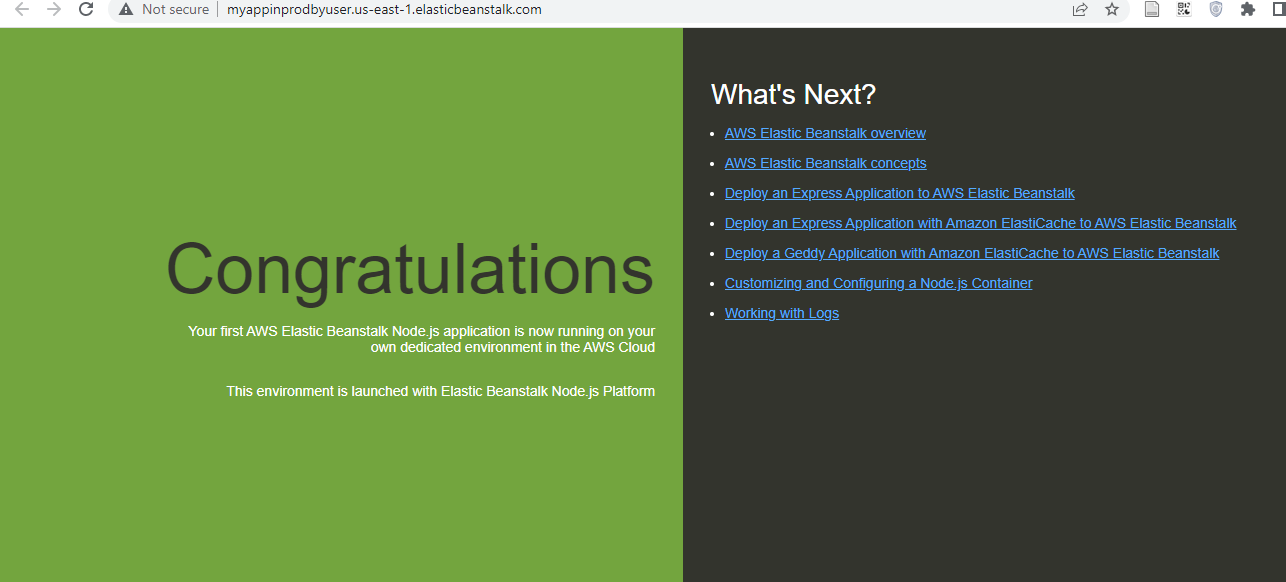 Not secure
myappinprodbyuser.us-east-1.elasticbeanstalk.com
Congratulations
Your first AWS Elastic Beanstalk Node.js application is now running on your
own dedicated environment in the AWS Cloud
This environment is launched with Elastic Beanstalk Node.js Platform
What's Next?
AWS Elastic Beanstalk overview
AWS Elastic Beanstalk concepts
Deploy an Express Application to AWS Elastic Beanstalk
Deploy an Express Application with Amazon ElastiCache to AWS Elastic Beanstalk
Deploy a Geddy Application with Amazon ElastiCache to AWS Elastic Beanstalk
Customizing and Configuring a Node.js Container
Working with Logs